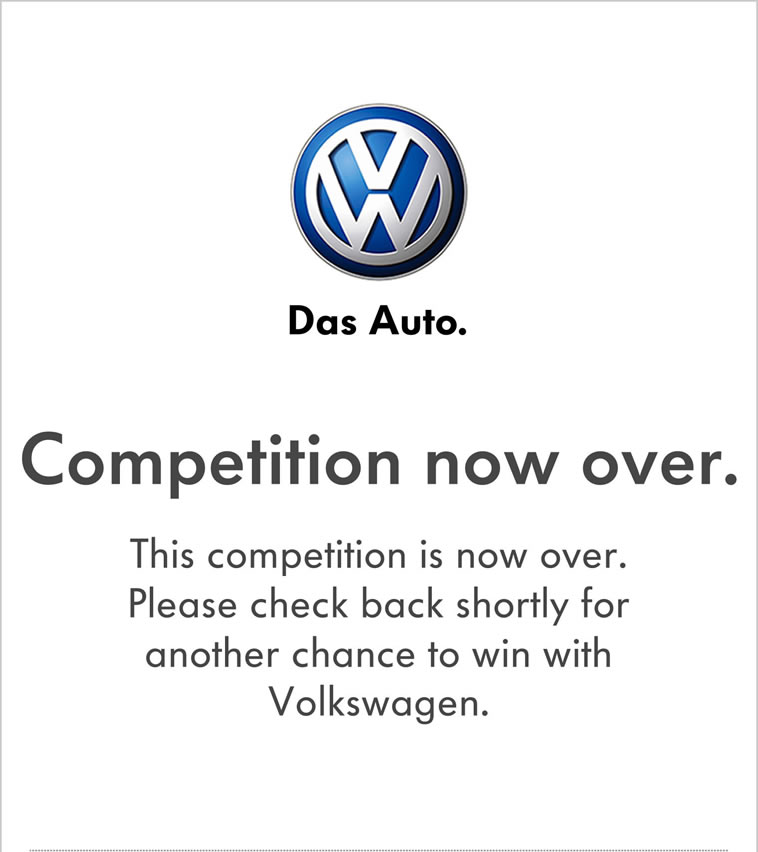 Das Auto.
Competition now over.
This competition is now over.
Please check back shortly for
another chance to win with
Volkswagen.